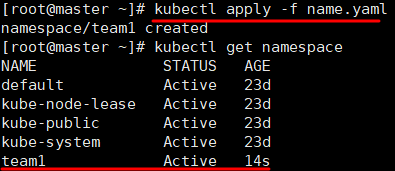 [root@master ~]# kubectl apply -f name.yaml
namespace/team1 created
[root@master ~]# kubectl get namespace
NAME STATUS AGE
default Active 23d
kube-node-lease Active 23d
kube-public Active 23d
kube-system Active 23d
team1 Active 14s